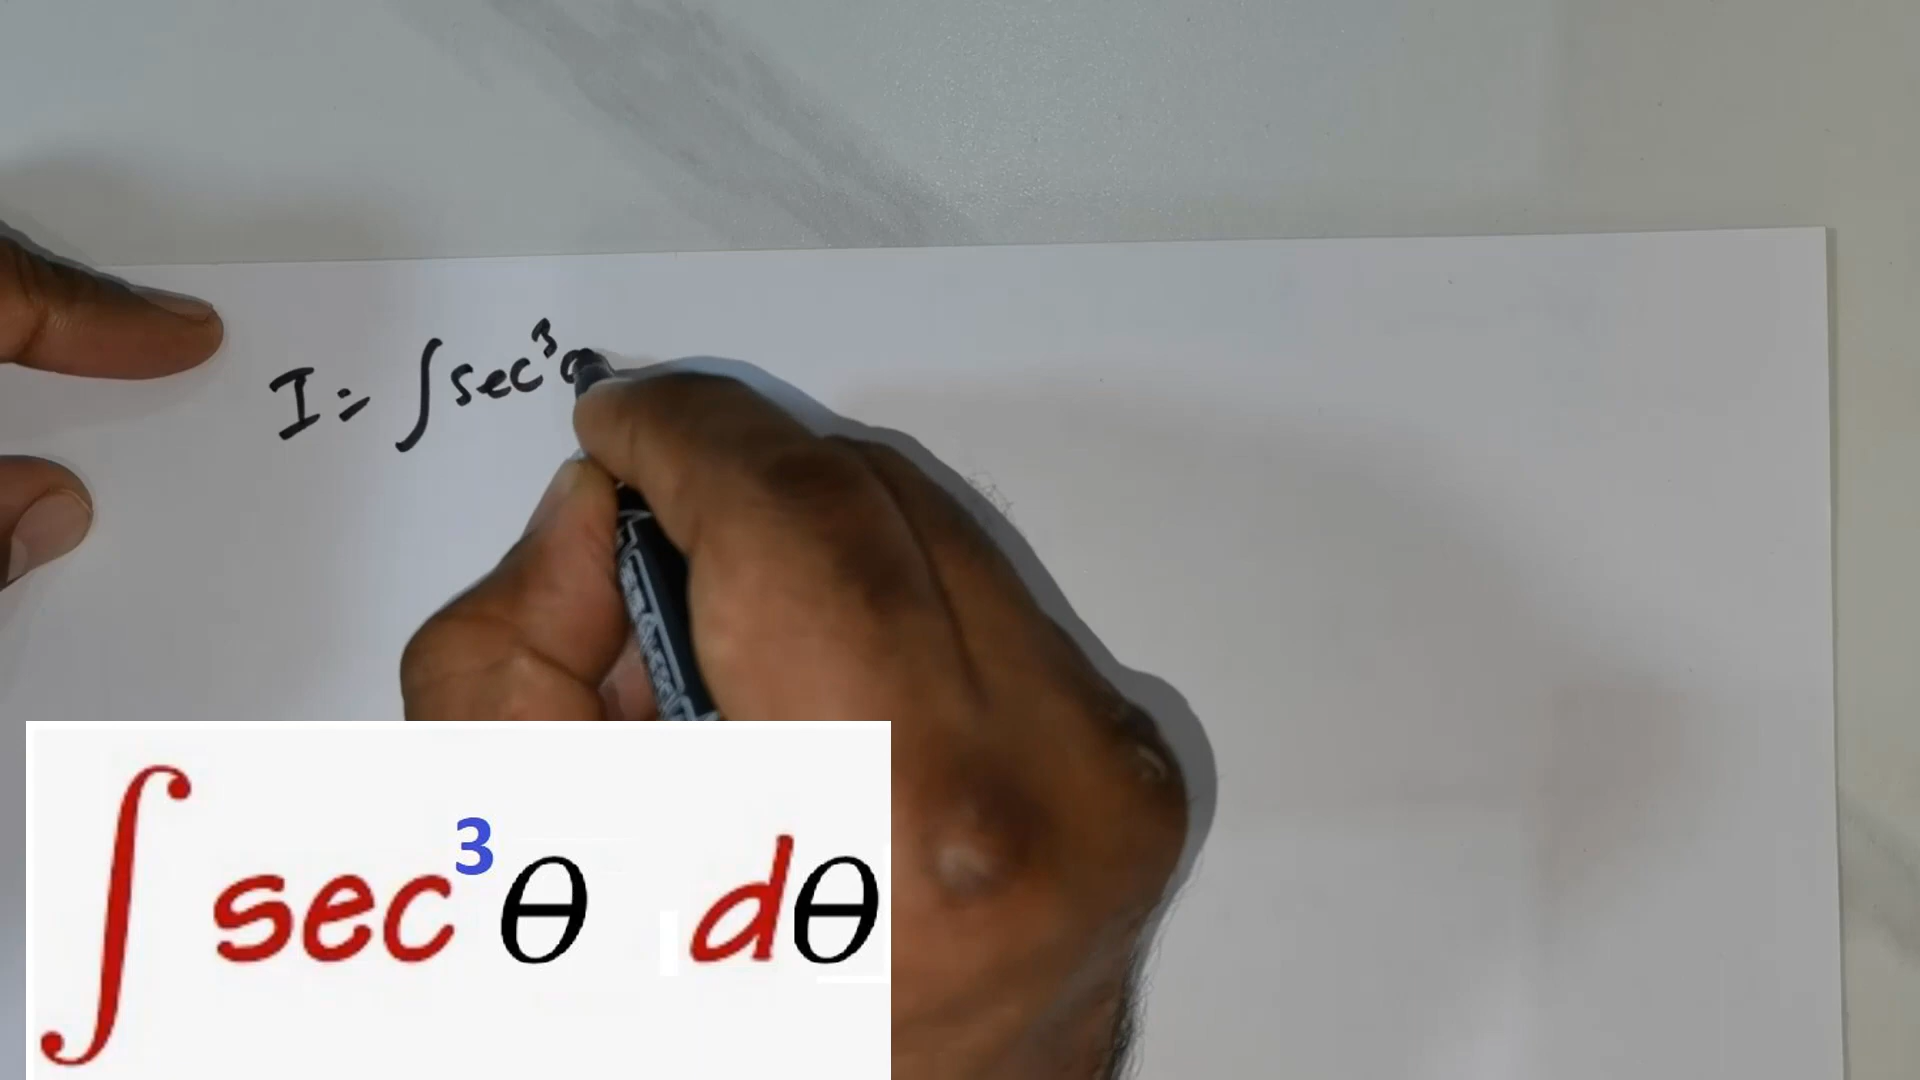 I = ∫ sec³
∫ sec³θ dθ